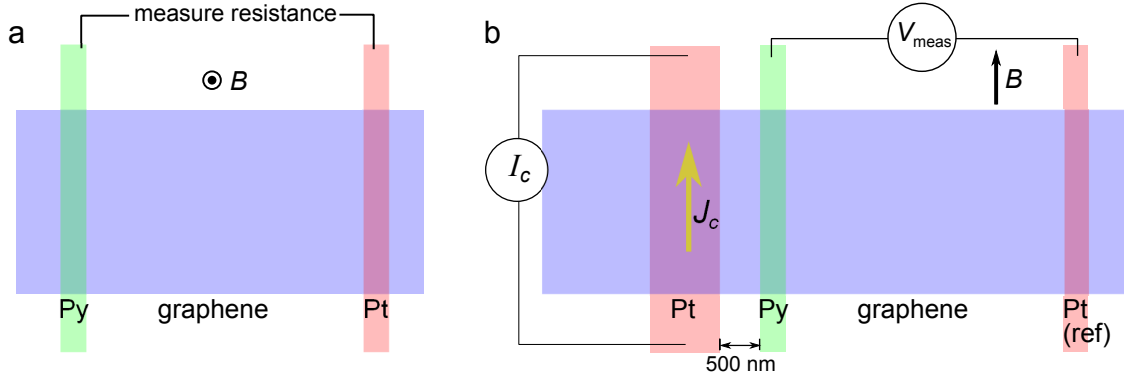 a
measure resistance
B
Py
graphene
Pt
b
V meas
B
I c
J c
Pt
Py
graphene
Pt
(ref)
500 nm